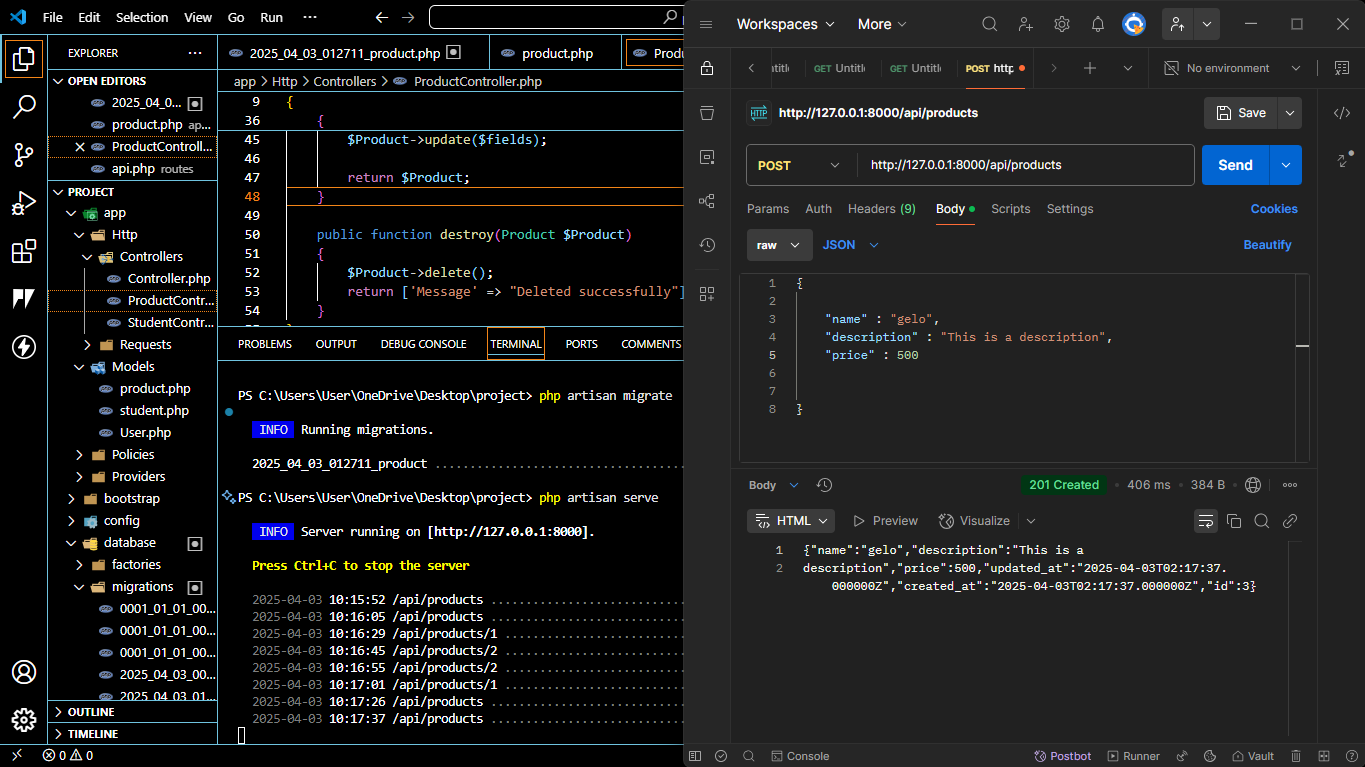 File Edit Selection View Go Run ···
EXPLORER ···
OPEN EDITORS
2025_04_0...
product.php ap...
ProductControll...
api.php routes
PROJECT
app
Http
Controllers
Controller.php
ProductContr...
StudentContr...
Requests
Models
product.php
student.php
User.php
Policies
Providers
bootstrap
config
database
factories
migrations
0001_01_01_00...
0001_01_01_00...
0001_01_01_00...
2025_04_03_00...
2025_04_03_01...
OUTLINE
TIMELINE
0 0
2025_04_03_012711_product.php
product.php
Produ
app > Http > Controllers > ProductController.php
9 {
36 {
45 $Product->update($fields);
46
47 return $Product;
48 }
49
50 public function destroy(Product $Product)
51 {
52 $Product->delete();
53 return ['Message' => "Deleted successfully"]
54 }
PROBLEMS OUTPUT DEBUG CONSOLE TERMINAL PORTS COMMENTS
PS C:\Users\User\OneDrive\Desktop\project> php artisan migrate
INFO Running migrations.
2025_04_03_012711_product ................................
PS C:\Users\User\OneDrive\Desktop\project> php artisan serve
INFO Server running on [http://127.0.0.1:8000].
Press Ctrl+C to stop the server
2025-04-03 10:15:52 /api/products .........................
2025-04-03 10:16:05 /api/products .........................
2025-04-03 10:16:29 /api/products/1 .......................
2025-04-03 10:16:45 /api/products/2 .......................
2025-04-03 10:16:55 /api/products/2 .......................
2025-04-03 10:17:01 /api/products/1 .......................
2025-04-03 10:17:26 /api/products .........................
2025-04-03 10:17:37 /api/products .........................
Workspaces More
GET Untitl GET Untitl POST http
No environment
HTTP http://127.0.0.1:8000/api/products
Save
POST http://127.0.0.1:8000/api/products
Send
Params Auth Headers (9) Body Scripts Settings Cookies
raw JSON Beautify
1 {
2
3 "name" : "gelo",
4 "description" : "This is a description",
5 "price" : 500
6
7
8 }
Body 201 Created • 406 ms • 384 B
HTML Preview Visualize
1 {"name":"gelo","description":"This is a
2 description","price":500,"updated_at":"2025-04-03T02:17:37.
000000Z","created_at":"2025-04-03T02:17:37.000000Z","id":3}
Console Postbot Runner Vault